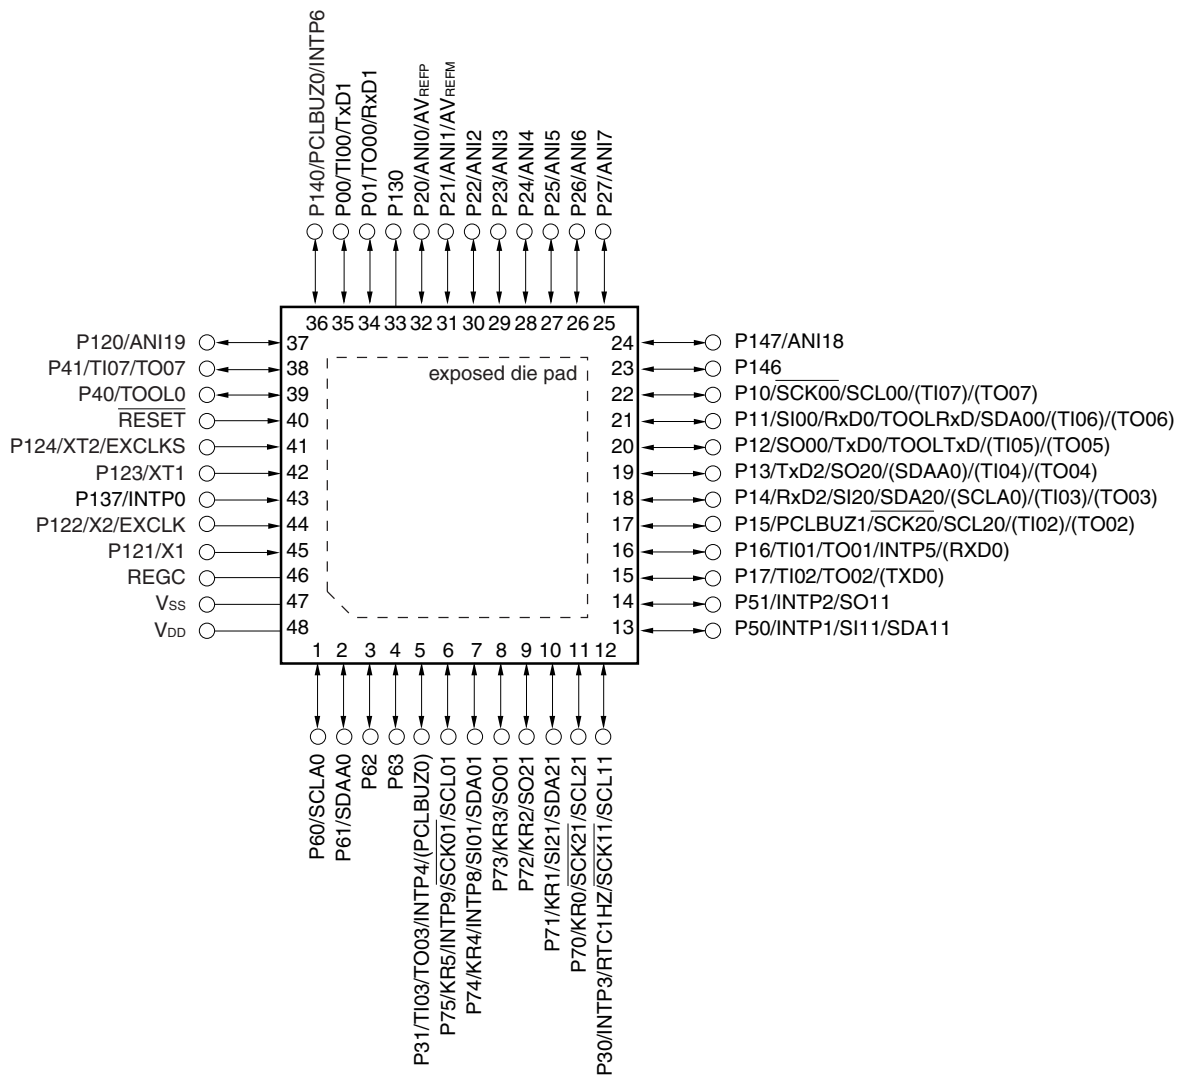 P140/PCLBUZ0/INTP6
P00/TI00/TxD1
P01/TO00/RxD1
P130
P20/ANI0/AVREFP
P21/ANI1/AVREFM
P22/ANI2
P23/ANI3
P24/ANI4
P25/ANI5
P26/ANI6
P27/ANI7
36 35 34 33 32 31 30 29 28 27 26 25
P120/ANI19 37
P41/TI07/TO07 38
P40/TOOL0 39
RESET 40
P124/XT2/EXCLKS 41
P123/XT1 42
P137/INTP0 43
P122/X2/EXCLK 44
P121/X1 45
REGC 46
VSS 47
VDD 48
exposed die pad
24 P147/ANI18
23 P146
22 P10/SCK00/SCL00/(TI07)/(TO07)
21 P11/SI00/RxD0/TOOLRxD/SDA00/(TI06)/(TO06)
20 P12/SO00/TxD0/TOOLTxD/(TI05)/(TO05)
19 P13/TxD2/SO20/(SDAA0)/(TI04)/(TO04)
18 P14/RxD2/SI20/SDA20/(SCLA0)/(TI03)/(TO03)
17 P15/PCLBUZ1/SCK20/SCL20/(TI02)/(TO02)
16 P16/TI01/TO01/INTP5/(RXD0)
15 P17/TI02/TO02/(TXD0)
14 P51/INTP2/SO11
13 P50/INTP1/SI11/SDA11
1 2 3 4 5 6 7 8 9 10 11 12
P60/SCLA0
P61/SDAA0
P62
P63
P31/TI03/TO03/INTP4/(PCLBUZ0)
P75/KR5/INTP9/SCK01/SCL01
P74/KR4/INTP8/SI01/SDA01
P73/KR3/SO01
P72/KR2/SO21
P71/KR1/SI21/SDA21
P70/KR0/SCK21/SCL21
P30/INTP3/RTC1HZ/SCK11/SCL11